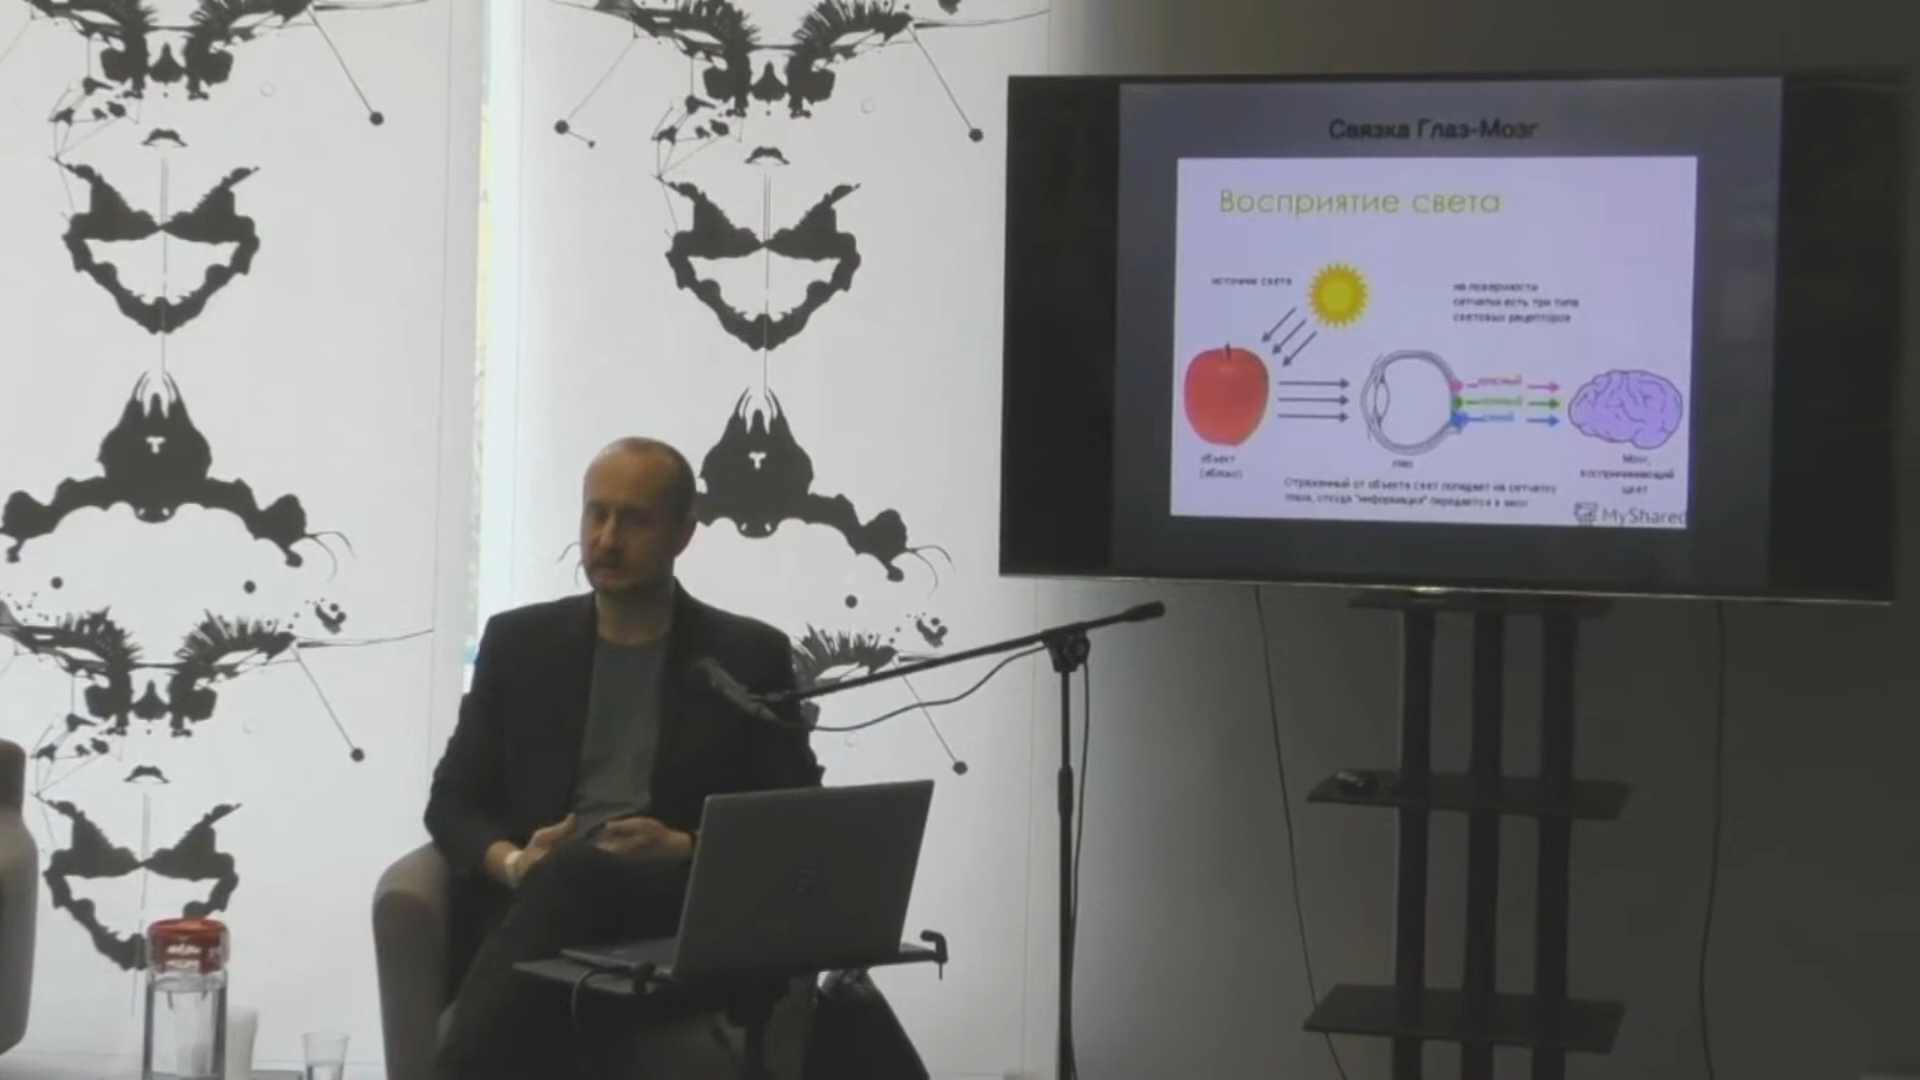 Связка Глаз-Мозг
Восприятие света
источник света
на поверхности
сетчатки есть три типа
световых рецепторов
красный
зеленый
синий
объект
(яблоко)
глаз
Мозг,
воспринимающий
цвет
Отраженный от объекта свет попадает на сетчатку
глаза, откуда "информация" передается в мозг
MyShared